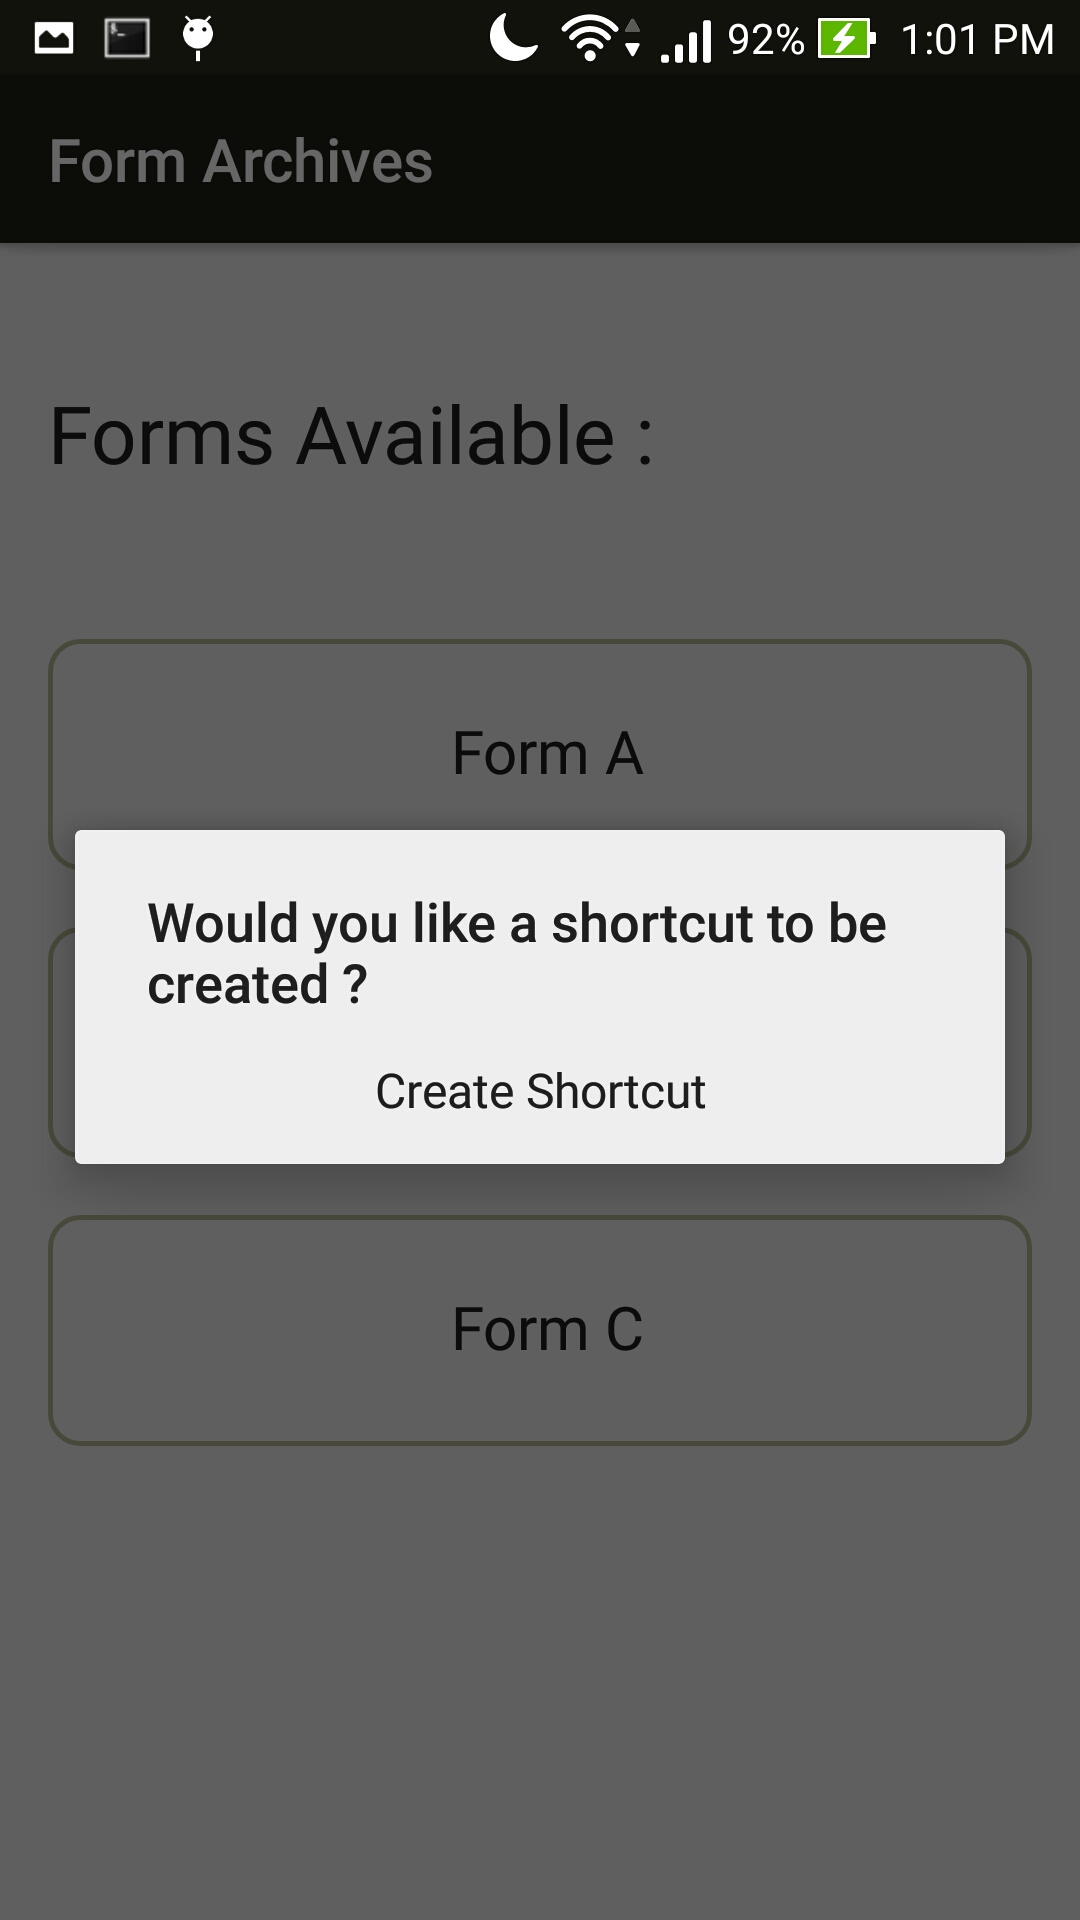 92% 1:01 PM
Form Archives
Forms Available :
Form A
Would you like a shortcut to be
created ?
Create Shortcut
Form C